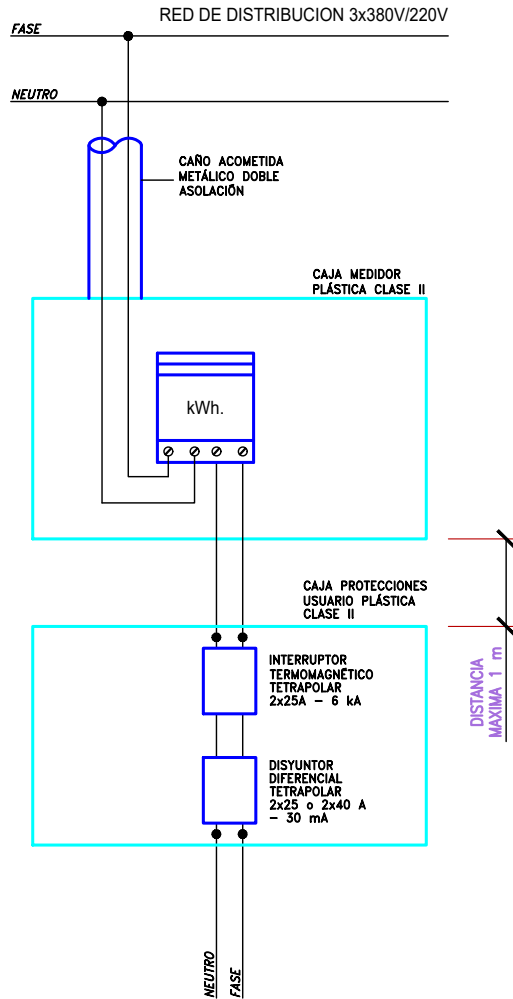 RED DE DISTRIBUCION 3x380V/220V
FASE
NEUTRO
CAÑO ACOMETIDA
METÁLICO DOBLE
ASOLACIÓN
CAJA MEDIDOR
PLÁSTICA CLASE II
kWh.
CAJA PROTECCIONES
USUARIO PLÁSTICA
CLASE II
DISTANCIA
MAXIMA 1 m
INTERRUPTOR
TERMOMAGNÉTICO
TETRAPOLAR
2x25A – 6 kA
DISYUNTOR
DIFERENCIAL
TETRAPOLAR
2x25 o 2x40 A
– 30 mA
NEUTRO
FASE